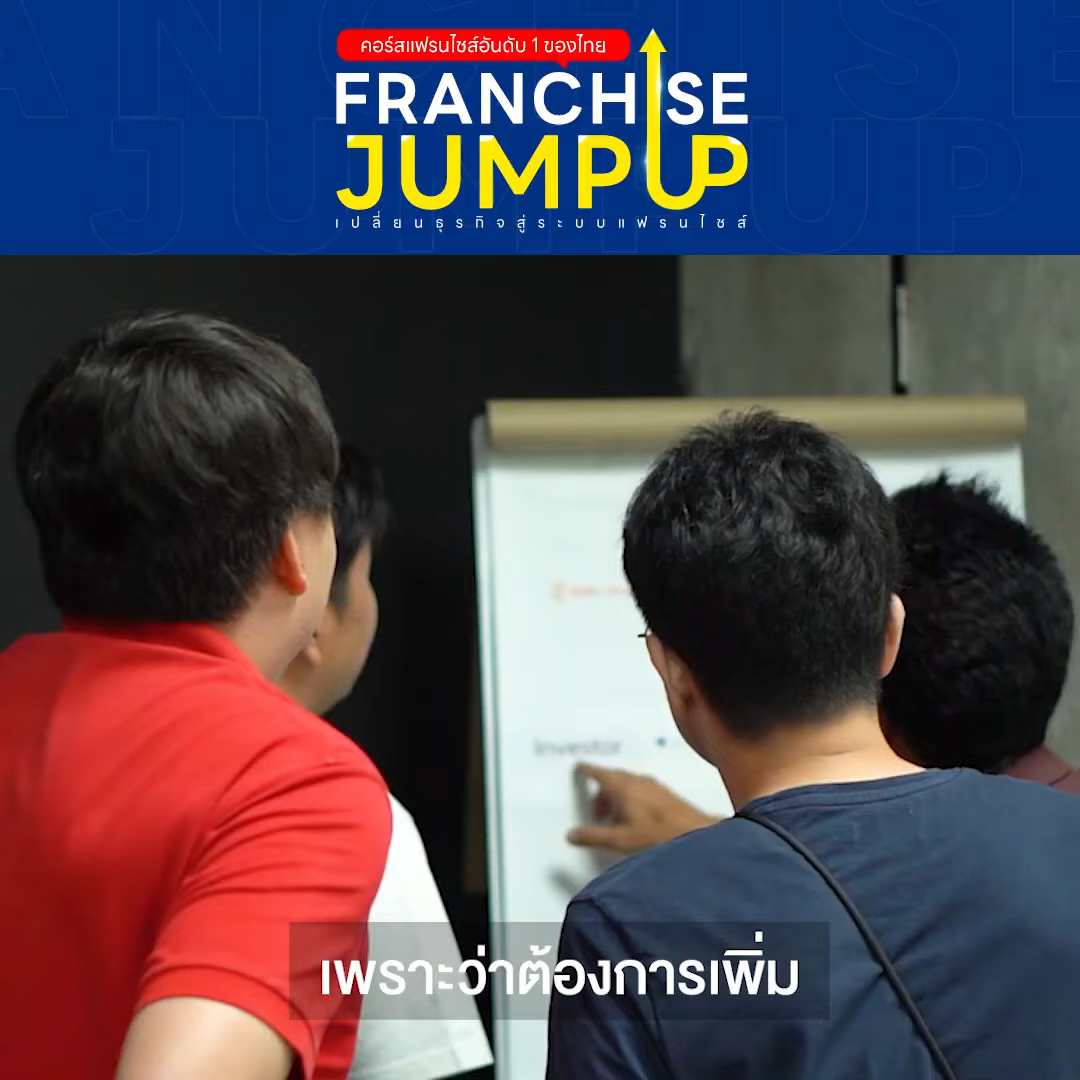 คอร์สแฟรนไชส์อันดับ 1 ของไทย
FRANCHISE
JUMP UP
เปลี่ยนธุรกิจสู่ระบบแฟรนไชส์
investor
เพราะว่าต้องการเพิ่ม